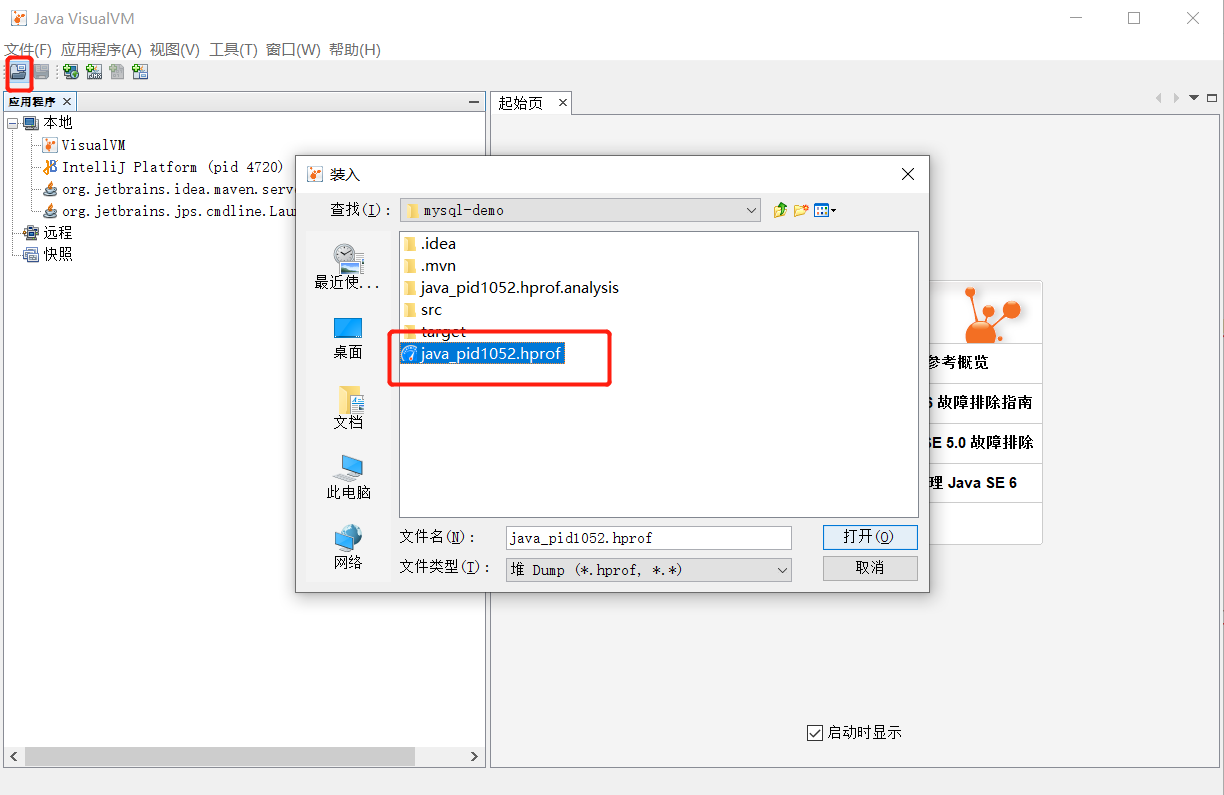 Java VisualVM
文件(F) 应用程序(A) 视图(V) 工具(T) 窗口(W) 帮助(H)
应用程序
起始页
本地
VisualVM
IntelliJ Platform (pid 4720)
org.jetbrains.idea.maven.serve
org.jetbrains.jps.cmdline.Lau
远程
快照
装入
查找(I):
mysql-demo
最近使...
桌面
文档
此电脑
网络
.idea
.mvn
java_pid1052.hprof.analysis
src
target
java_pid1052.hprof
文件名(N):
java_pid1052.hprof
打开(O)
文件类型(T):
堆 Dump (*.hprof, *.*)
取消
参考概览
6 故障排除指南
SE 5.0 故障排除
理 Java SE 6
启动时显示